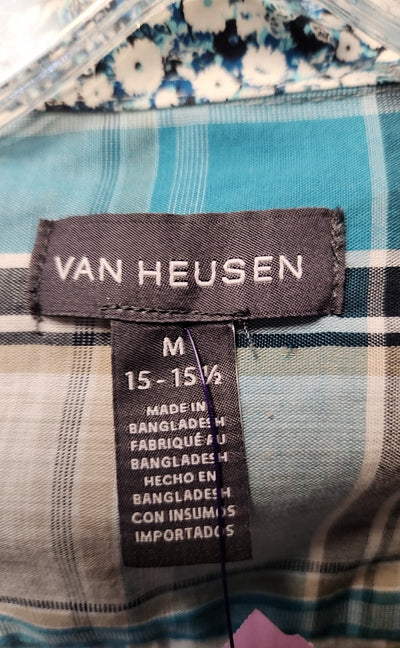 VAN HEUSEN
M
15 - 15½
MADE IN
BANGLADESH
FABRIQUÉ AU
BANGLADESH
HECHO EN
BANGLADESH
CON INSUMOS
IMPORTADOS